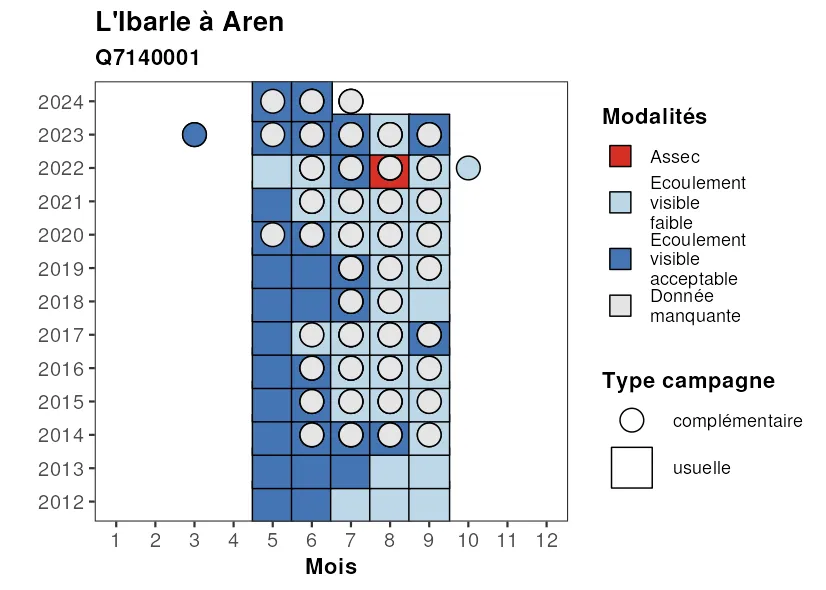 L'Ibarle à Aren
Q7140001
2024
2023
2022
2021
2020
2019
2018
2017
2016
2015
2014
2013
2012
1 2 3 4 5 6 7 8 9 10 11 12
Mois
Modalités
Assec
Ecoulement
visible
faible
Ecoulement
visible
acceptable
Donnée
manquante
Type campagne
complémentaire
usuelle